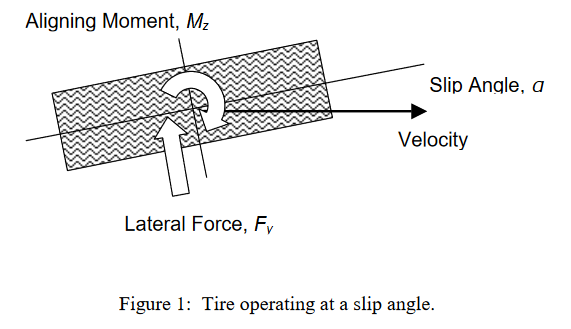 Aligning Moment, Mz
Slip Angle, α
Velocity
Lateral Force, Fy
Figure 1: Tire operating at a slip angle.